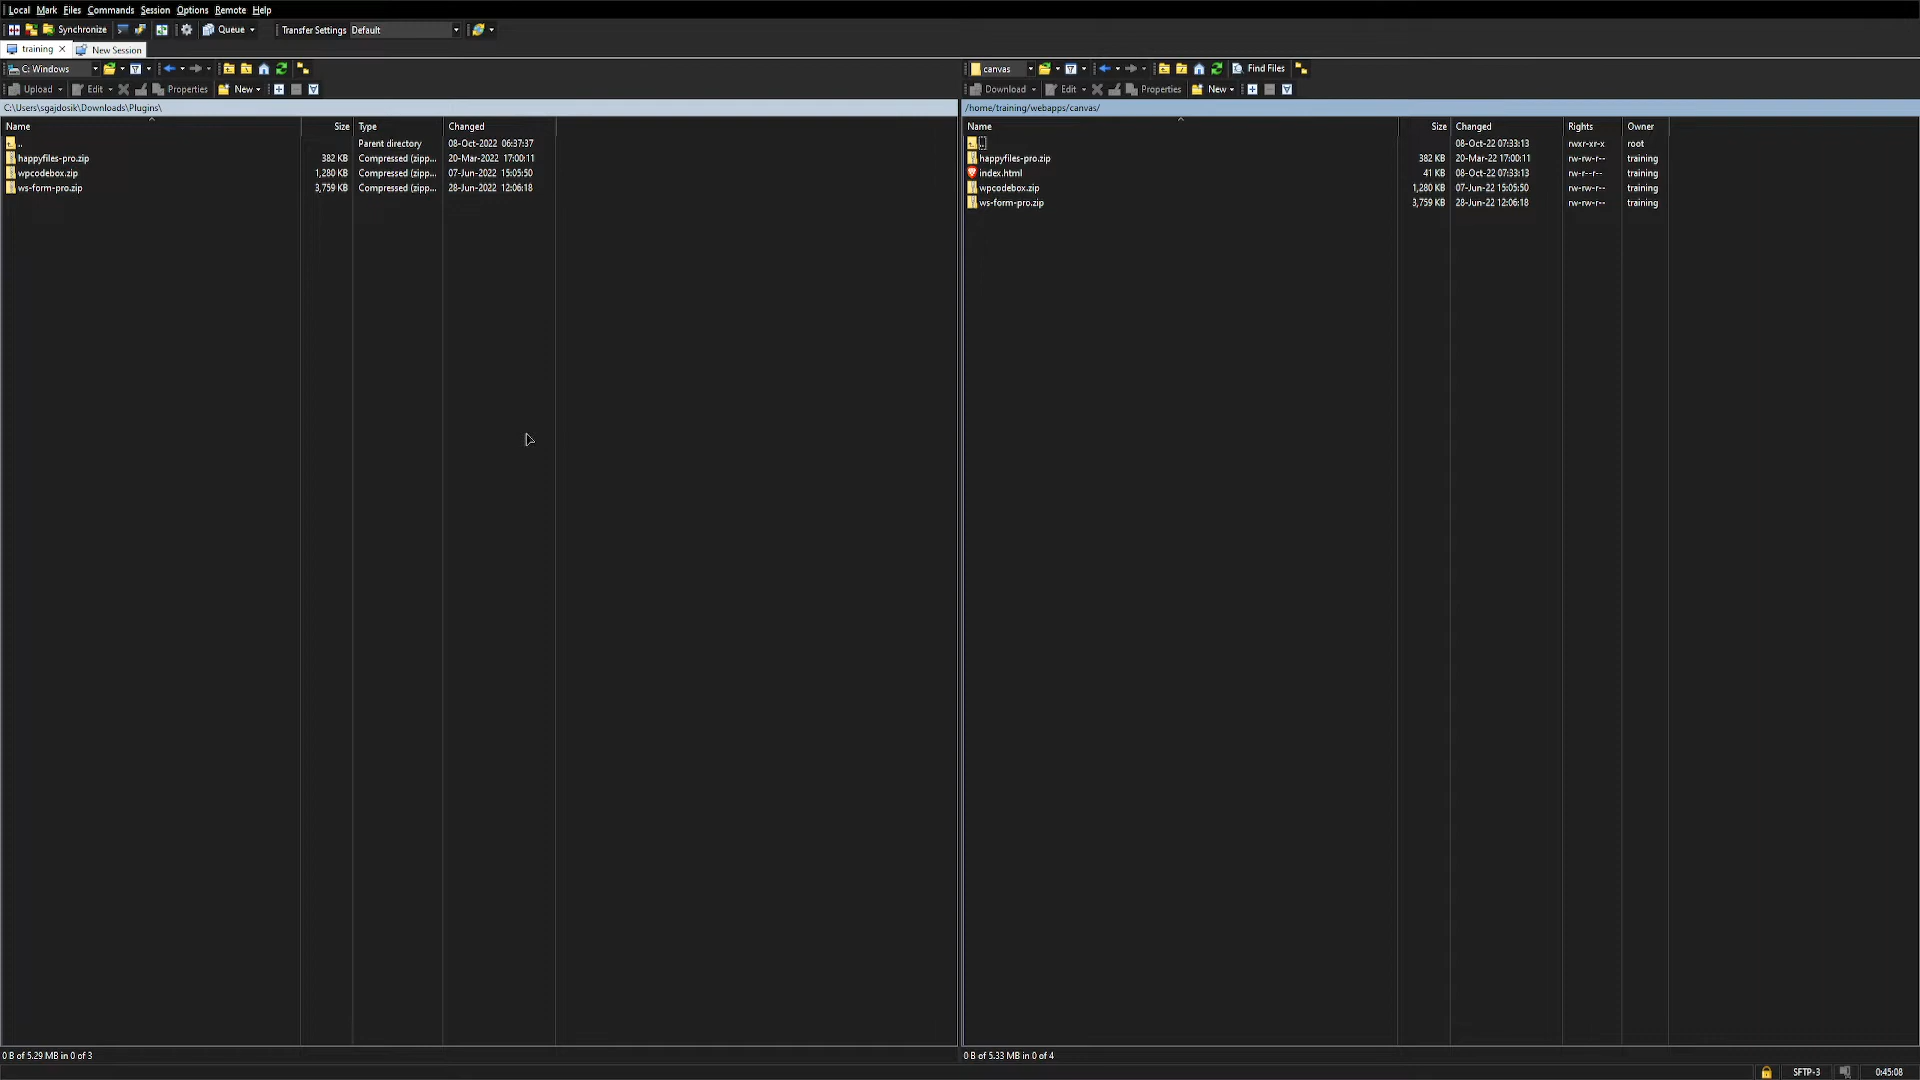 Local Mark Files Commands Session Options Remote Help
Synchronize Queue Transfer Settings Default
training New Session
C: Windows
canvas Find Files
Upload Edit Properties New
Download Edit Properties New
C:\Users\sgajdosik\Downloads\Plugins\
/home/training/webapps/canvas/
Name Size Type Changed
.. Parent directory 08-Oct-2022 06:37:37
happyfiles-pro.zip 382 KB Compressed (zipp... 20-Mar-2022 17:00:11
wpcodebox.zip 1,280 KB Compressed (zipp... 07-Jun-2022 15:05:50
ws-form-pro.zip 3,759 KB Compressed (zipp... 28-Jun-2022 12:06:18
Name Size Changed Rights Owner
.. 08-Oct-22 07:33:13 rwxr-xr-x root
happyfiles-pro.zip 382 KB 20-Mar-22 17:00:11 rw-rw-r-- training
index.html 41 KB 08-Oct-22 07:33:13 rw-r--r-- training
wpcodebox.zip 1,280 KB 07-Jun-22 15:05:50 rw-rw-r-- training
ws-form-pro.zip 3,759 KB 28-Jun-22 12:06:18 rw-rw-r-- training
0 B of 5.29 MB in 0 of 3
0 B of 5.33 MB in 0 of 4
SFTP-3 0:45:08